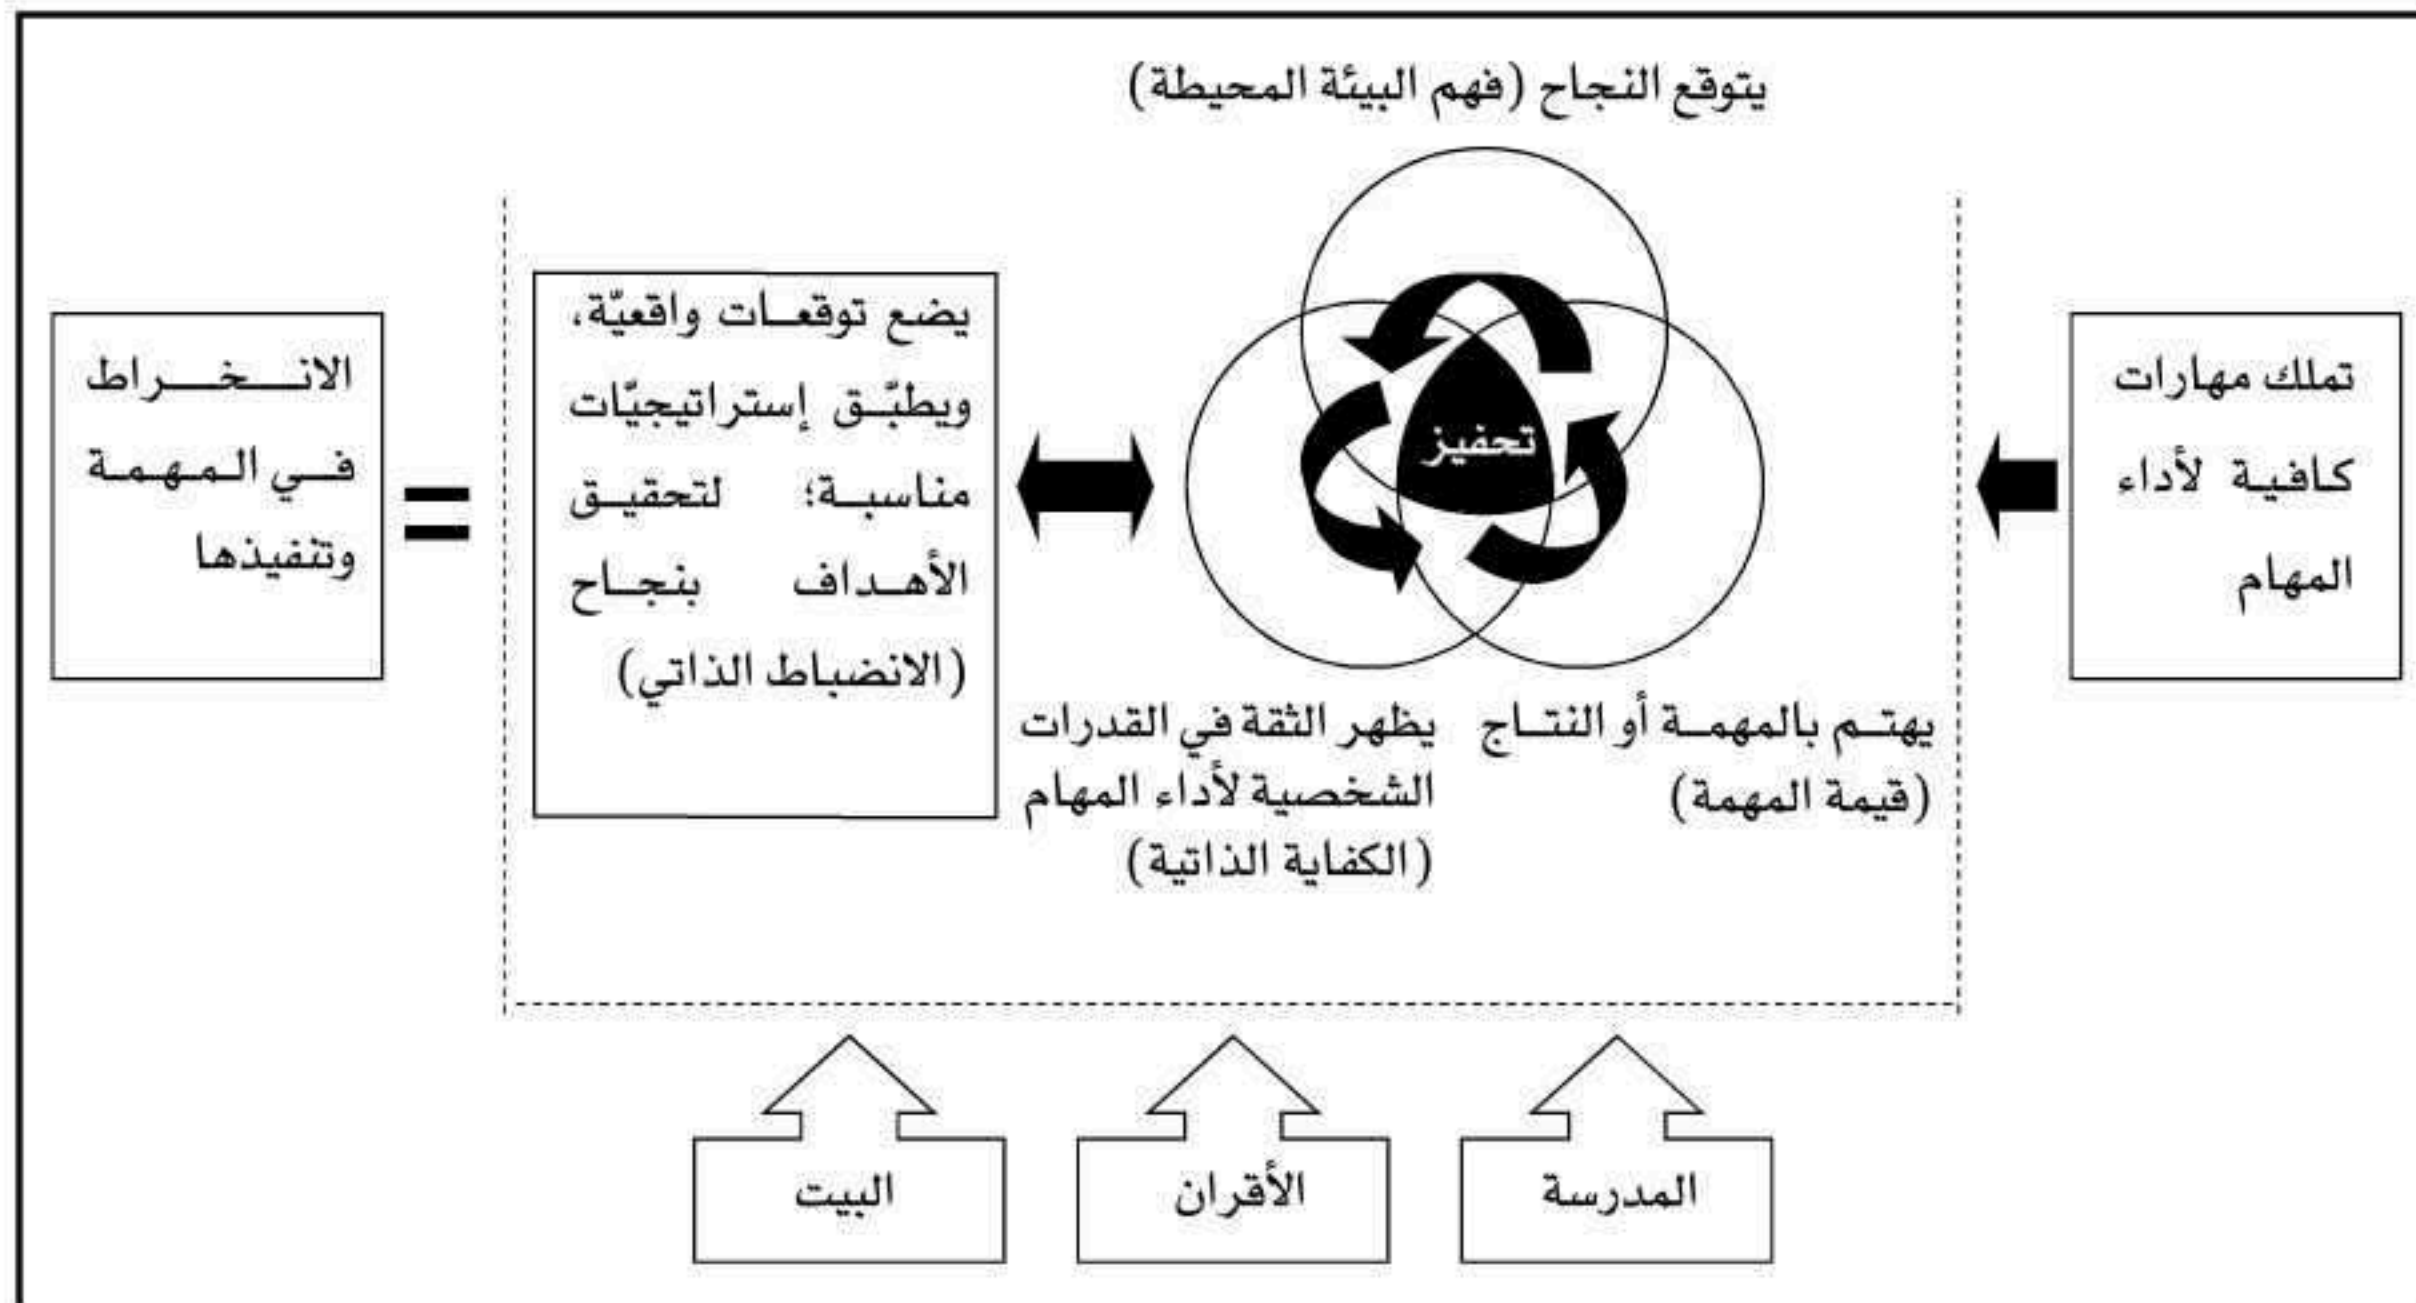 يتوقع النجاح (فهم البيئة المحيطة)
تملك مهارات
كافية لأداء
المهام
تحفيز
يهتم بالمهمة أو النتاج
(قيمة المهمة)
يظهر الثقة في القدرات
الشخصية لأداء المهام
(الكفاية الذاتية)
يضع توقعات واقعيّة،
ويطبّق إستراتيجيّات
مناسبة؛ لتحقيق
الأهداف بنجاح
(الانضباط الذاتي)
=
الانخراط
في المهمة
وتنفيذها
المدرسة
الأقران
البيت